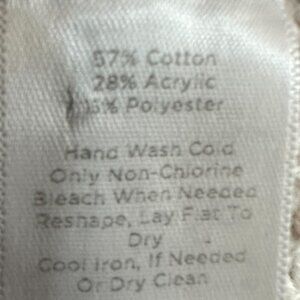 57% Cotton
28% Acrylic
15% Polyester
Hand Wash Cold
Only Non-Chlorine
Bleach When Needed
Reshape, Lay Flat To
Dry
Cool Iron, If Needed
Or Dry Clean